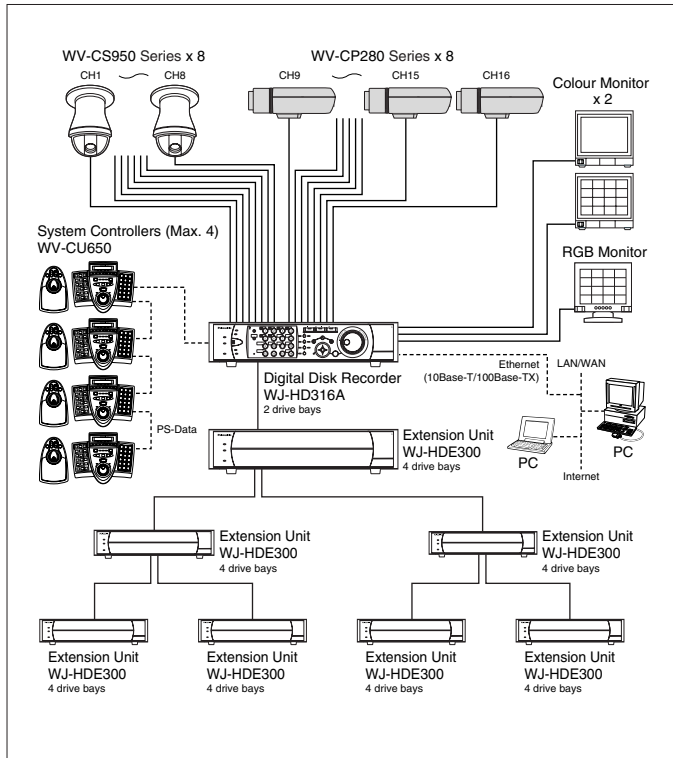 WV-CS950 Series x 8
CH1
CH8
WV-CP280 Series x 8
CH9
CH15
CH16
Colour Monitor
x 2
System Controllers (Max. 4)
WV-CU650
RGB Monitor
PS-Data
Digital Disk Recorder
WJ-HD316A
2 drive bays
Ethernet
(10Base-T/100Base-TX)
LAN/WAN
PC
PC
Internet
Extension Unit
WJ-HDE300
4 drive bays
Extension Unit
WJ-HDE300
4 drive bays
Extension Unit
WJ-HDE300
4 drive bays
Extension Unit
WJ-HDE300
4 drive bays
Extension Unit
WJ-HDE300
4 drive bays
Extension Unit
WJ-HDE300
4 drive bays
Extension Unit
WJ-HDE300
4 drive bays